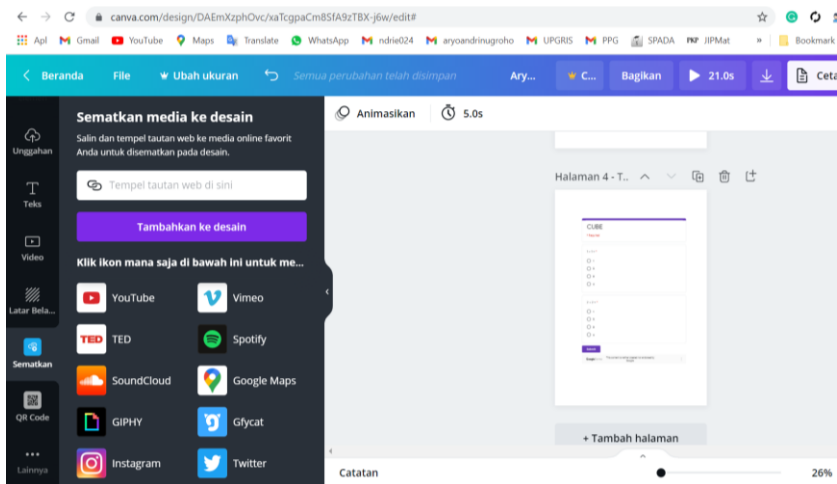 canva.com/design/DAEmXzphOvc/xaTcgpaCm8SfA9zTBX-j6w/edit#
Apl Gmail YouTube Maps Translate WhatsApp ndrie024 aryoandrinugroho UPGRIS PPG SPADA JIPMat » Bookmark
Beranda File Ubah ukuran Semua perubahan telah disimpan Ary... C... Bagikan 21.0s Ceta
Sematkan media ke desain
Salin dan tempel tautan web ke media online favorit
Anda untuk disematkan pada desain.
Tempel tautan web di sini
Tambahkan ke desain
Klik ikon mana saja di bawah ini untuk me...
YouTube Vimeo
TED TED Spotify
SoundCloud Google Maps
GIPHY Gfycat
Instagram Twitter
Unggahan
Teks
Video
Latar Bela...
Sematkan
QR Code
Lainnya
Animasikan 5.0s
Halaman 4 - T..
CUBE
+ Tambah halaman
Catatan 26%